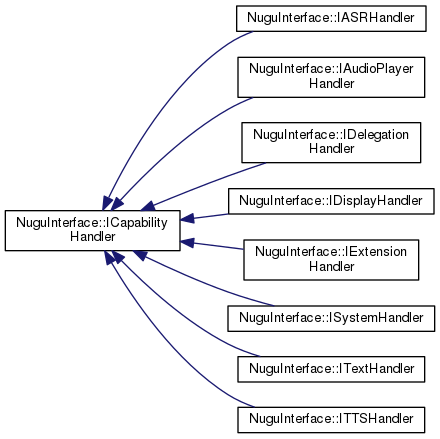 NuguInterface::IASRHandler
NuguInterface::IAudioPlayer
Handler
NuguInterface::IDelegation
Handler
NuguInterface::IDisplayHandler
NuguInterface::ICapability
Handler
NuguInterface::IExtension
Handler
NuguInterface::ISystemHandler
NuguInterface::ITextHandler
NuguInterface::ITTSHandler